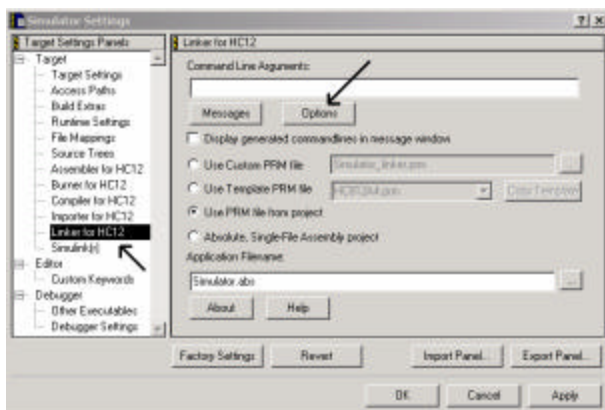 Simulator Settings
Target Settings Panels
Target
Target Settings
Access Paths
Build Extras
Runtime Settings
File Mappings
Source Trees
Assembler for HC12
Burner for HC12
Compiler for HC12
Importer for HC12
Linker for HC12
Simulink(r)
Editor
Custom Keywords
Debugger
Other Executables
Debugger Settings
Linker for HC12
Command Line Arguments:
Messages Options
Display generated commandlines in message window
Use Custom PRM file Simulator_linker.prm ...
Use Template PRM file
Use PRM file from project
Absolute, Single-File Assembly project
Application Filename:
Simulator.abs ...
About Help
Factory Settings Revert Import Panel... Export Panel...
OK Cancel Apply